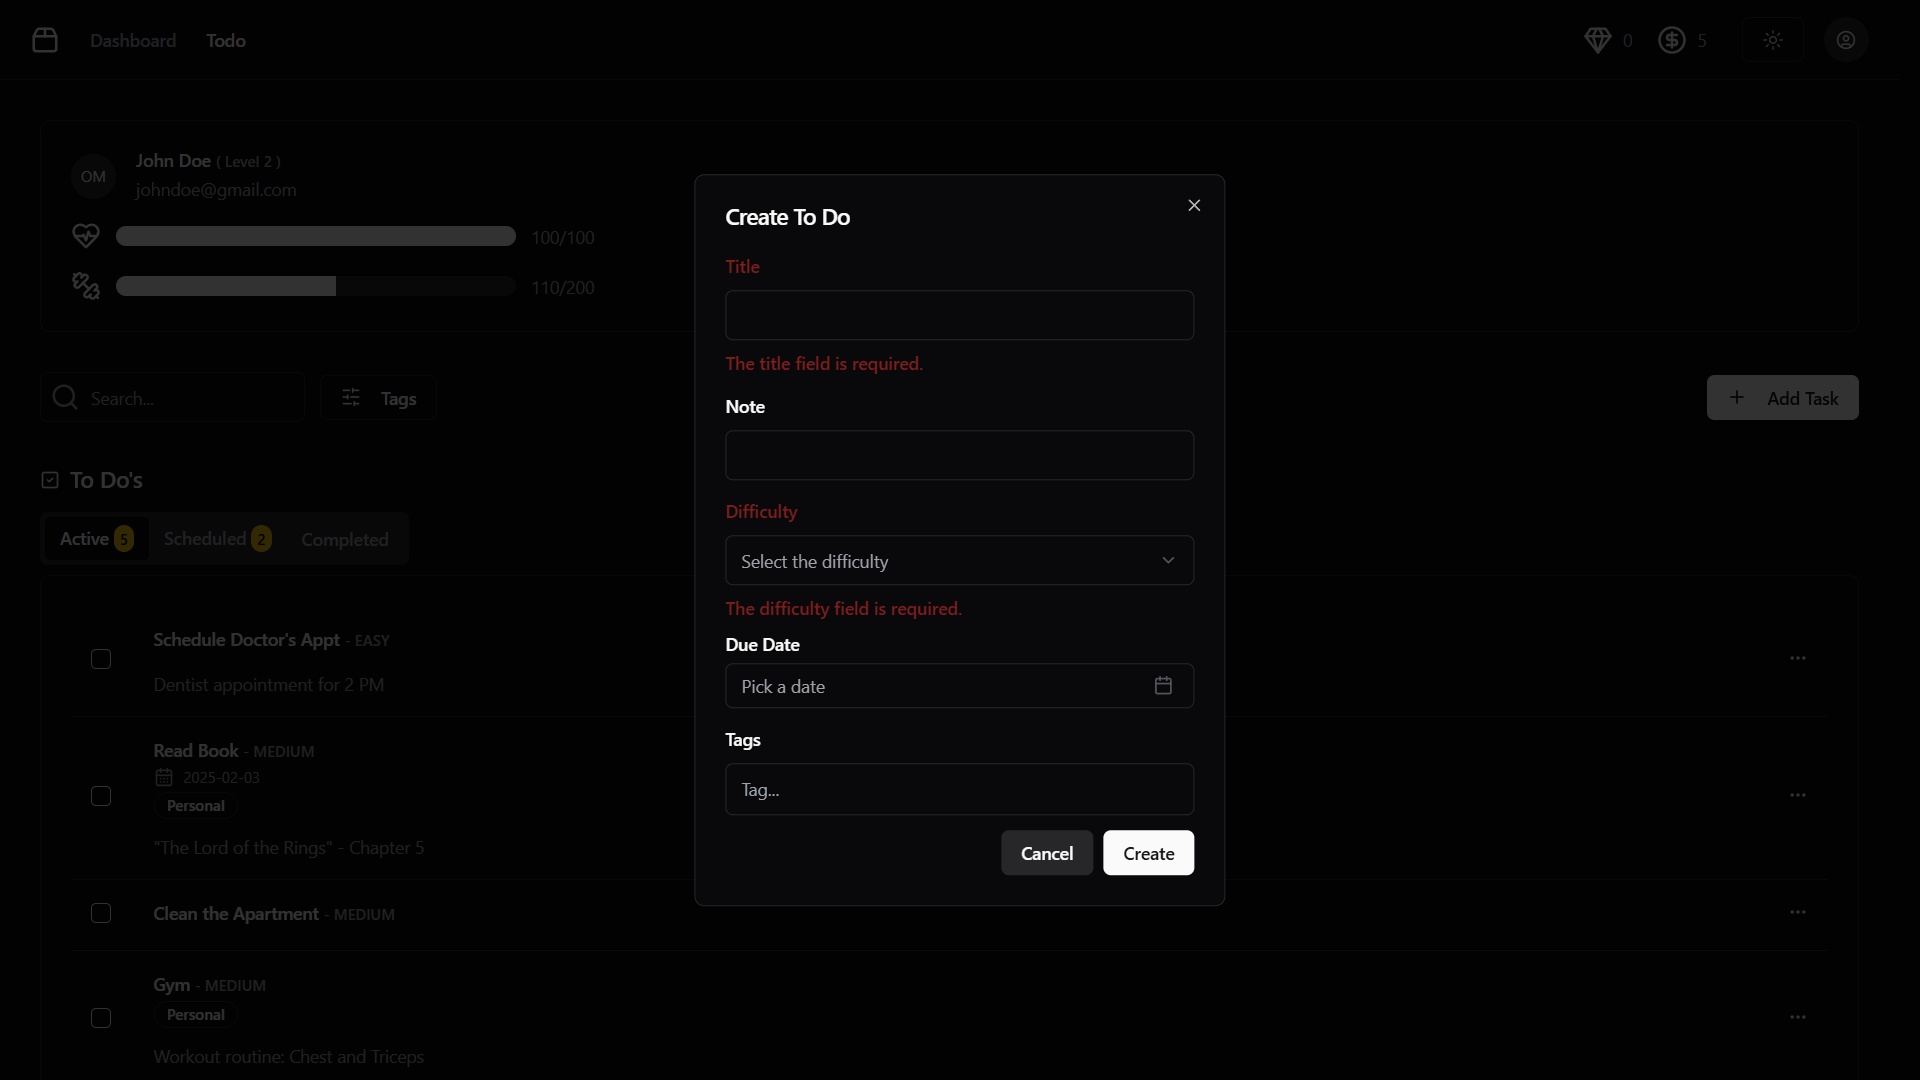 Dashboard Todo 0 5
OM John Doe ( Level 2 )
johndoe@gmail.com
100/100
110/200
Search... Tags + Add Task
To Do's
Active 5 Scheduled 2 Completed
Schedule Doctor's Appt - EASY
Dentist appointment for 2 PM
Read Book - MEDIUM
2025-02-03
Personal
"The Lord of the Rings" - Chapter 5
Clean the Apartment - MEDIUM
Gym - MEDIUM
Personal
Workout routine: Chest and Triceps
Create To Do
Title
The title field is required.
Note
Difficulty
Select the difficulty
The difficulty field is required.
Due Date
Pick a date
Tags
Tag...
Cancel Create